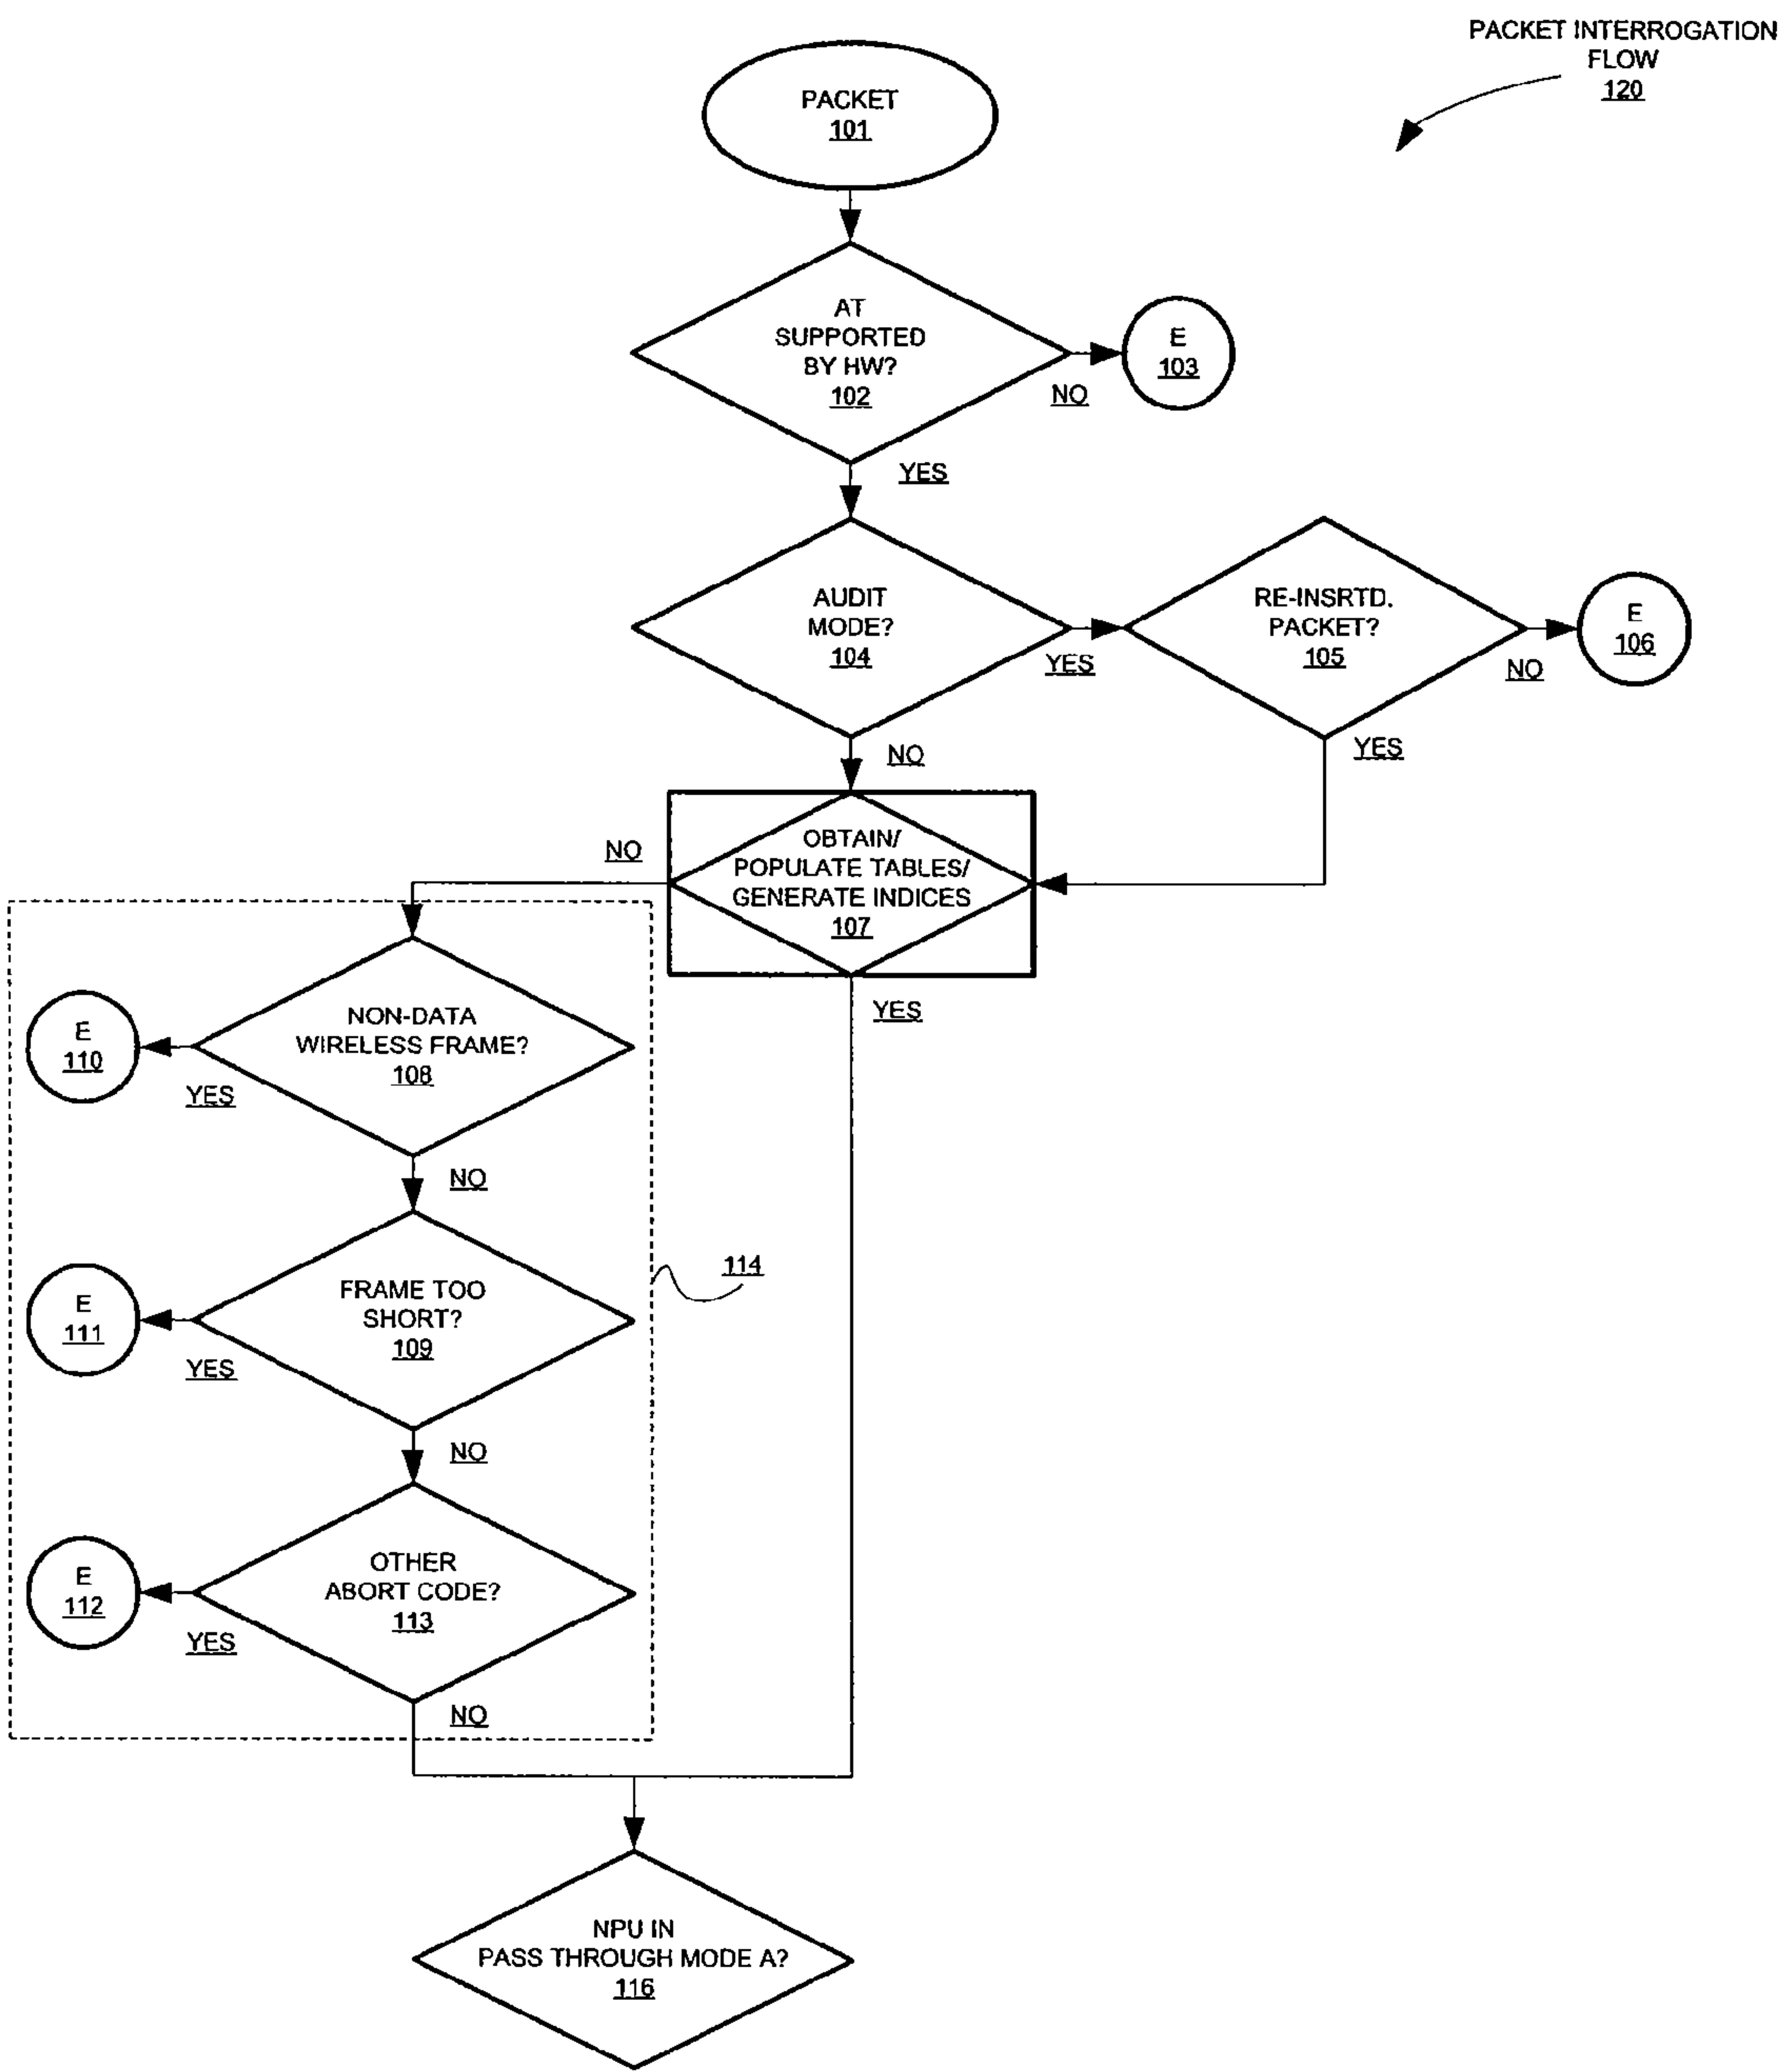 PACKET INTERROGATION
FLOW
120
PACKET
101
AT
SUPPORTED
BY HW?
102
NO
E
103
YES
AUDIT
MODE?
104
YES
RE-INSRTD.
PACKET?
105
NO
E
106
YES
NO
OBTAIN/
POPULATE TABLES/
GENERATE INDICES
107
NO
YES
NON-DATA
WIRELESS FRAME?
108
YES
E
110
NO
FRAME TOO
SHORT?
109
YES
E
111
114
NO
OTHER
ABORT CODE?
113
YES
E
112
NO
NPU IN
PASS THROUGH MODE A?
116